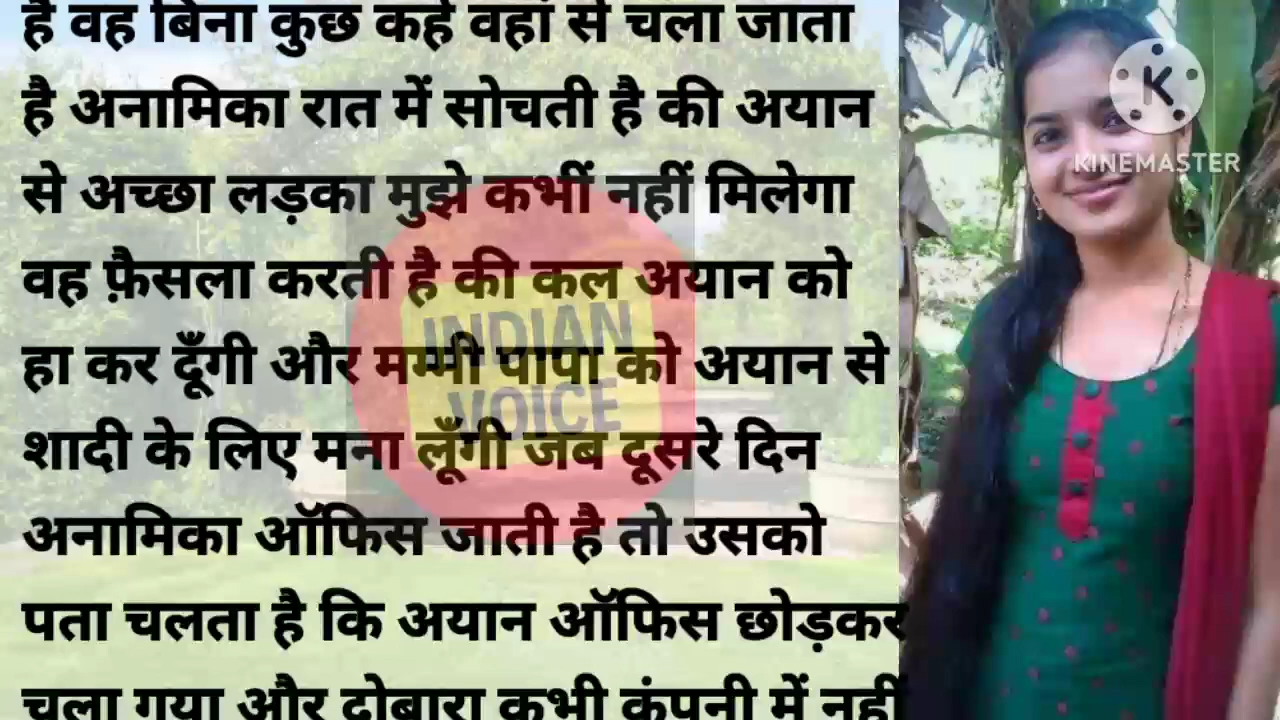 है वह बिना कुछ कहे वहां से चला जाता
है अनामिका रात में सोचती है की अयान
से अच्छा लड़का मुझे कभीं नहीं मिलेगा
वह फ़ैसला करती है की कल अयान को
हा कर दूँगी और मम्मी पापा को अयान से
शादी के लिए मना लूँगी जब दूसरे दिन
अनामिका ऑफिस जाती है तो उसको
पता चलता है कि अयान ऑफिस छोड़कर
चला गया और दोबारा कभी कंपनी में नहीं
INDIAN
VOICE
K
KINEMASTER